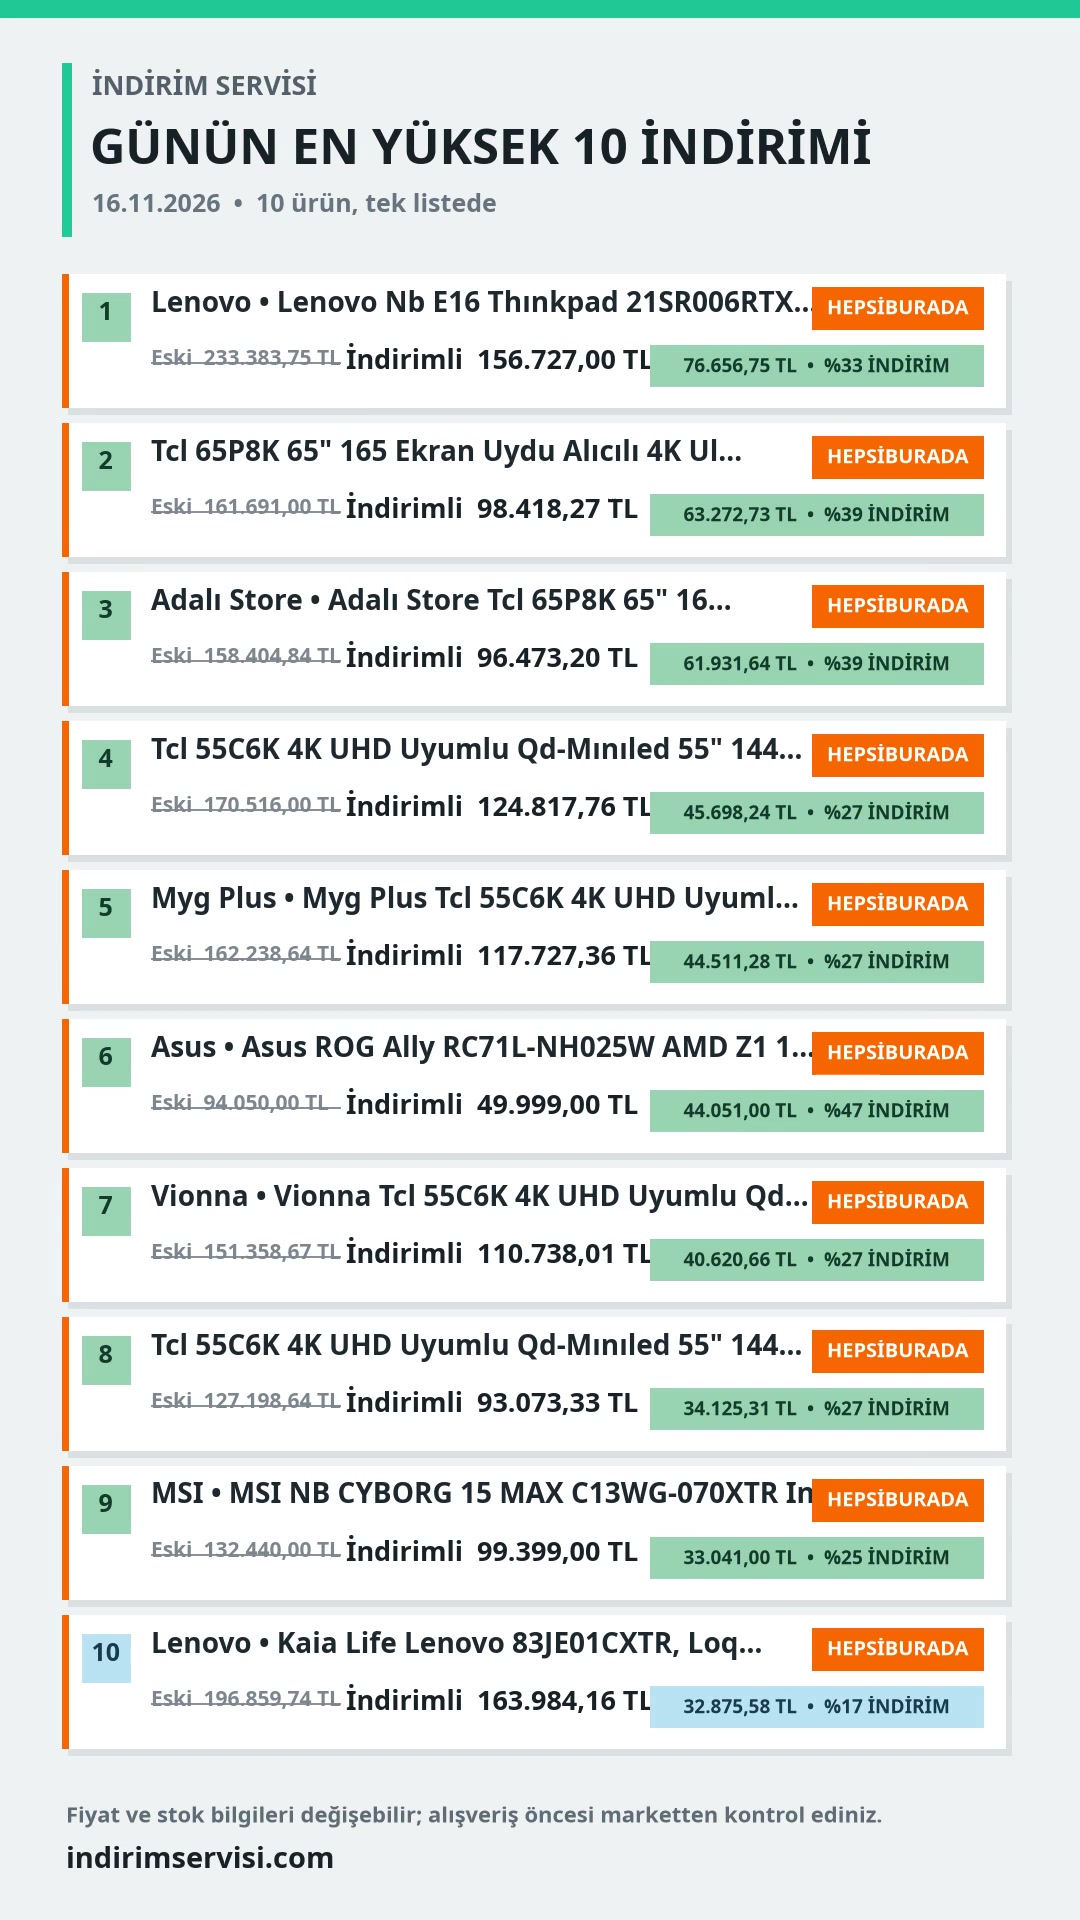 İNDİRİM SERVİSİ
GÜNÜN EN YÜKSEK 10 İNDİRİMİ
16.11.2026 • 10 ürün, tek listede
1 Lenovo • Lenovo Nb E16 Thınkpad 21SR006RTX... HEPSİBURADA
Eski 233.383,75 TL İndirimli 156.727,00 TL 76.656,75 TL • %33 İNDİRİM
2 Tcl 65P8K 65" 165 Ekran Uydu Alıcılı 4K Ul... HEPSİBURADA
Eski 161.691,00 TL İndirimli 98.418,27 TL 63.272,73 TL • %39 İNDİRİM
3 Adalı Store • Adalı Store Tcl 65P8K 65" 16... HEPSİBURADA
Eski 158.404,84 TL İndirimli 96.473,20 TL 61.931,64 TL • %39 İNDİRİM
4 Tcl 55C6K 4K UHD Uyumlu Qd-Mınıled 55" 144... HEPSİBURADA
Eski 170.516,00 TL İndirimli 124.817,76 TL 45.698,24 TL • %27 İNDİRİM
5 Myg Plus • Myg Plus Tcl 55C6K 4K UHD Uyuml... HEPSİBURADA
Eski 162.238,64 TL İndirimli 117.727,36 TL 44.511,28 TL • %27 İNDİRİM
6 Asus • Asus ROG Ally RC71L-NH025W AMD Z1 1... HEPSİBURADA
Eski 94.050,00 TL İndirimli 49.999,00 TL 44.051,00 TL • %47 İNDİRİM
7 Vionna • Vionna Tcl 55C6K 4K UHD Uyumlu Qd... HEPSİBURADA
Eski 151.358,67 TL İndirimli 110.738,01 TL 40.620,66 TL • %27 İNDİRİM
8 Tcl 55C6K 4K UHD Uyumlu Qd-Mınıled 55" 144... HEPSİBURADA
Eski 127.198,64 TL İndirimli 93.073,33 TL 34.125,31 TL • %27 İNDİRİM
9 MSI • MSI NB CYBORG 15 MAX C13WG-070XTR In HEPSİBURADA
Eski 132.440,00 TL İndirimli 99.399,00 TL 33.041,00 TL • %25 İNDİRİM
10 Lenovo • Kaia Life Lenovo 83JE01CXTR, Loq... HEPSİBURADA
Eski 196.859,74 TL İndirimli 163.984,16 TL 32.875,58 TL • %17 İNDİRİM
Fiyat ve stok bilgileri değişebilir; alışveriş öncesi marketten kontrol ediniz.
indirimservisi.com